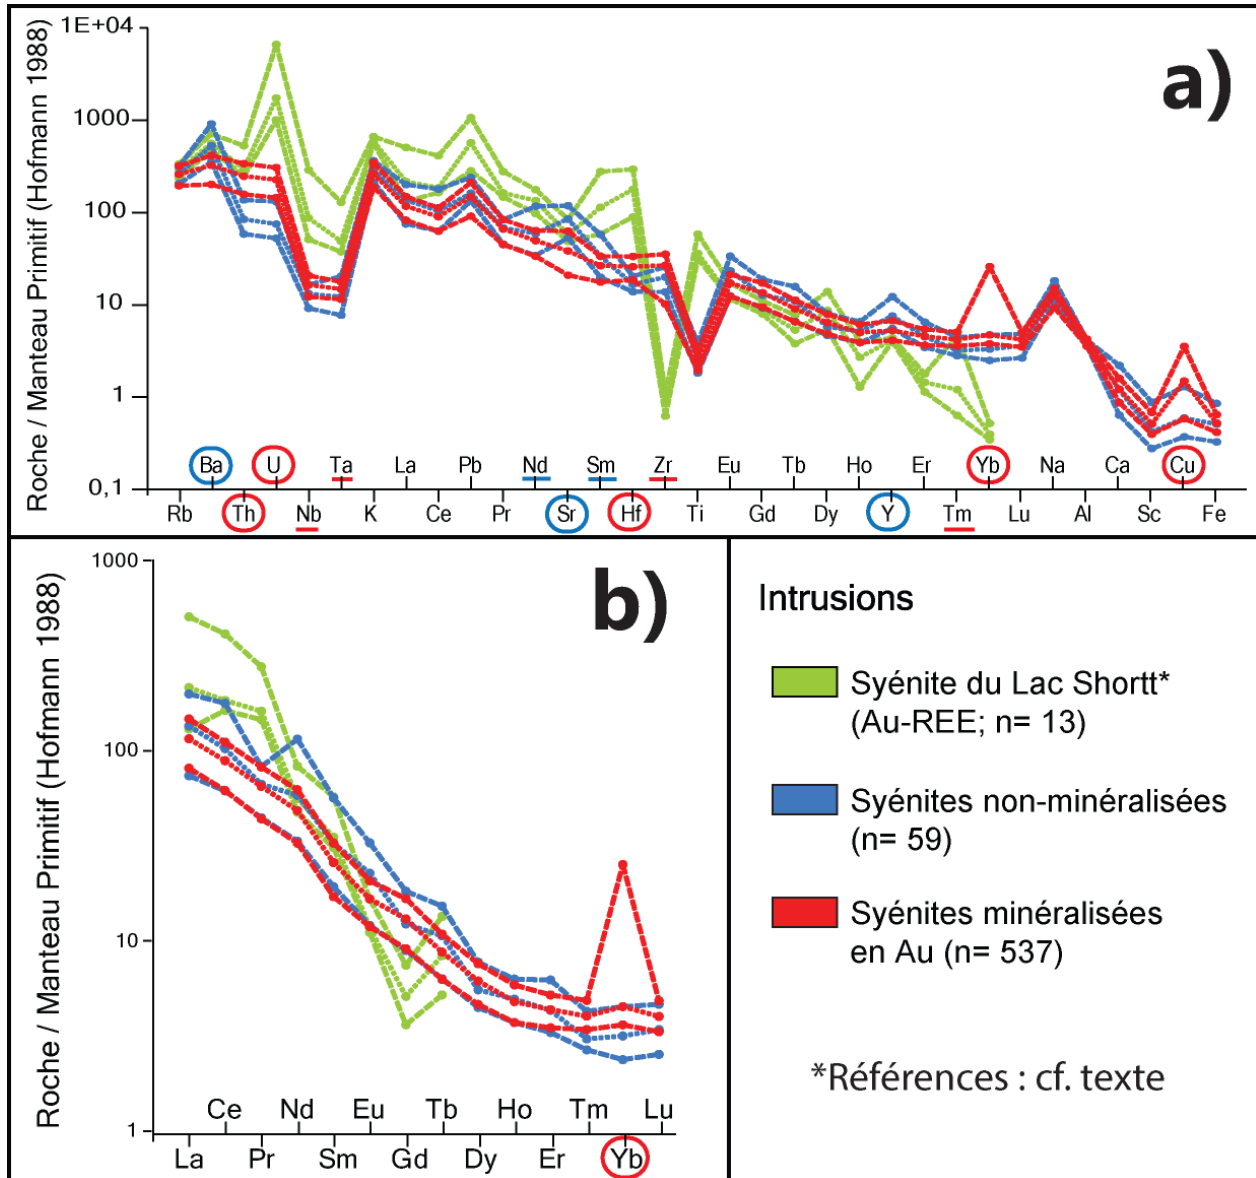 a)
Roche / Manteau Primitif (Hofmann 1988)
1E+04
1000
100
10
1
0,1
Ba U Ta La Pb Nd Sm Zr Eu Tb Ho Er Yb Na Ca Cu
Rb Th Nb K Ce Pr Sr Hf Ti Gd Dy Y Tm Lu Al Sc Fe
b)
Roche / Manteau Primitif (Hofmann 1988)
1000
100
10
1
Ce Nd Eu Tb Ho Tm Lu
La Pr Sm Gd Dy Er Yb
Intrusions
Syénite du Lac Shortt*
(Au-REE; n= 13)
Syénites non-minéralisées
(n= 59)
Syénites minéralisées
en Au (n= 537)
*Références : cf. texte